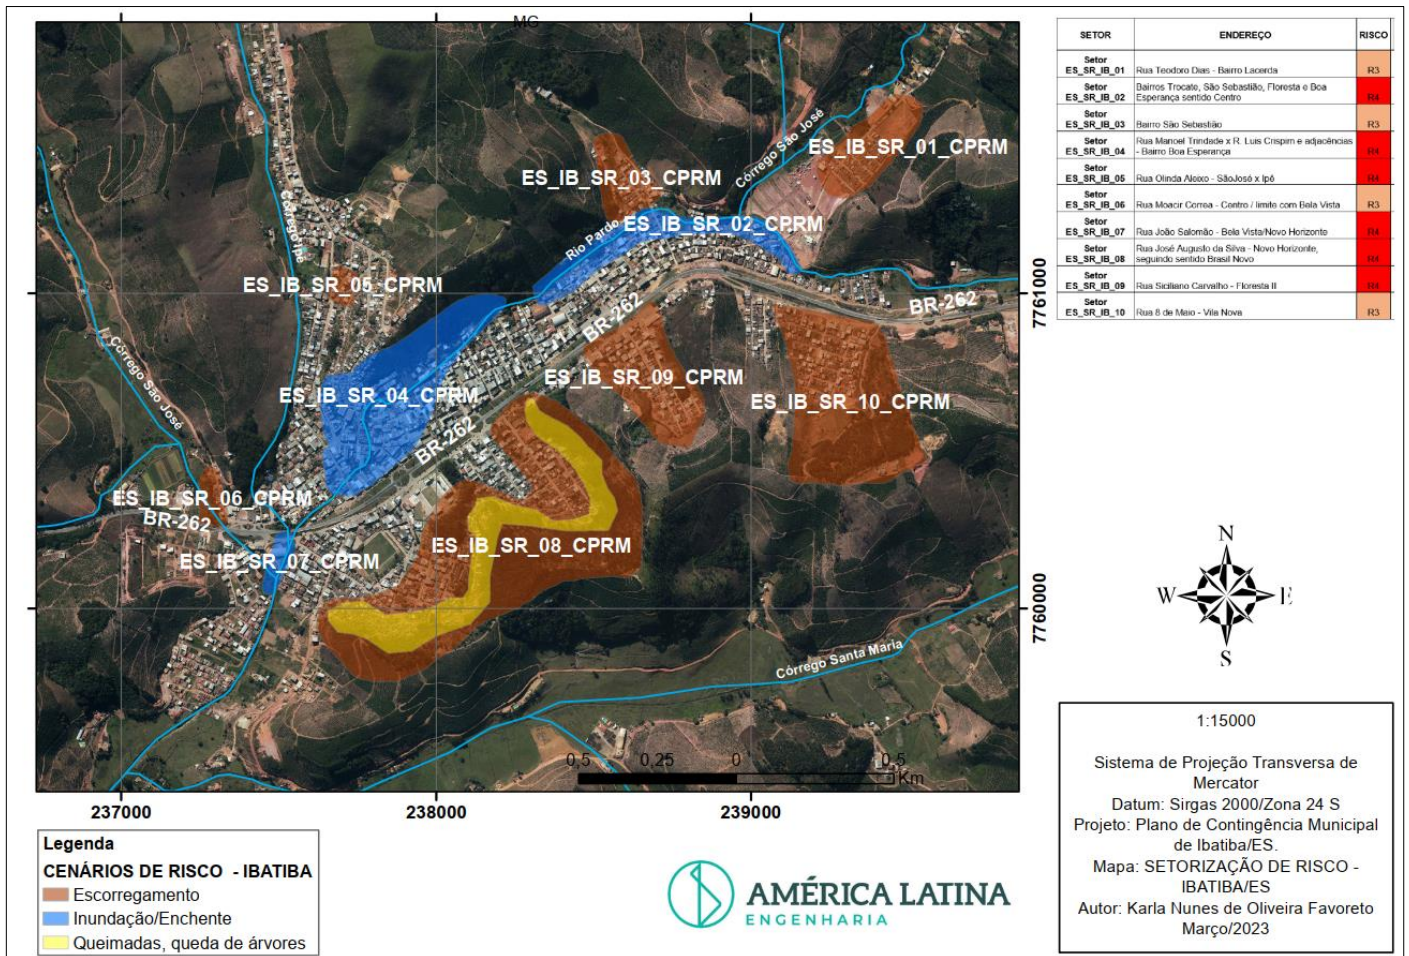 MG
Córrego São José
ES_IB_SR_01_CPRM
ES_IB_SR_03_CPRM
ES_IB_SR_02_CPRM
Rio Pardo
Córrego Ipê
ES_IB_SR_05_CPRM
BR-262
BR-262
Córrego São José
ES_IB_SR_09_CPRM
ES_IB_SR_04_CPRM
ES_IB_SR_10_CPRM
BR-262
ES_IB_SR_06_CPRM
BR-262
ES_IB_SR_08_CPRM
ES_IB_SR_07_CPRM
Córrego Santa Maria
0,5 0,25 0 0,5
Km
237000 238000 239000
7761000
7760000
SETOR ENDEREÇO RISCO
Setor
ES_SR_IB_01 Rua Teodoro Dias - Bairro Lacerda R3
Setor Bairros Trocate, São Sebastião, Floresta e Boa
ES_SR_IB_02 Esperança sentido Centro R4
Setor
ES_SR_IB_03 Bairro São Sebastião R3
Setor Rua Manoel Trindade x R. Luis Crispim e adjacências
ES_SR_IB_04 - Bairro Boa Esperança R4
Setor
ES_SR_IB_05 Rua Olinda Aleixo - SãoJosé x Ipê R4
Setor
ES_SR_IB_06 Rua Moacir Correa - Centro / limite com Bela Vista R3
Setor
ES_SR_IB_07 Rua João Salomão - Bela Vista/Novo Horizonte R4
Setor Rua José Augusto da Silva - Novo Horizonte,
ES_SR_IB_08 seguindo sentido Brasil Novo R4
Setor
ES_SR_IB_09 Rua Siciliano Carvalho - Floresta II R4
Setor
ES_SR_IB_10 Rua 8 de Maio - Vila Nova R3
N
W E
S
1:15000
Sistema de Projeção Transversa de
Mercator
Datum: Sirgas 2000/Zona 24 S
Projeto: Plano de Contingência Municipal
de Ibatiba/ES.
Mapa: SETORIZAÇÃO DE RISCO -
IBATIBA/ES
Autor: Karla Nunes de Oliveira Favoreto
Março/2023
Legenda
CENÁRIOS DE RISCO - IBATIBA
Escorregamento
Inundação/Enchente
Queimadas, queda de árvores
AMÉRICA LATINA
ENGENHARIA